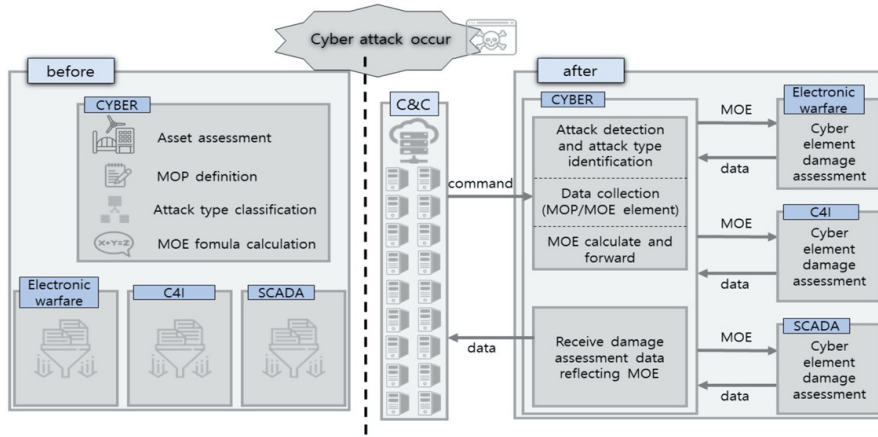 Cyber attack occur
before
CYBER
Asset assessment
MOP definition
Attack type classification
X+Y=Z
MOE fomula calculation
Electronic
warfare
C4I
SCADA
C&C
command
data
after
CYBER
Attack detection
and attack type
identification
Data collection
(MOP/MOE element)
MOE calculate and
forward
Receive damage
assessment data
reflecting MOE
MOE
data
Electronic
warfare
Cyber
element
damage
assessment
MOE
data
C4I
Cyber
element
damage
assessment
MOE
data
SCADA
Cyber
element
damage
assessment